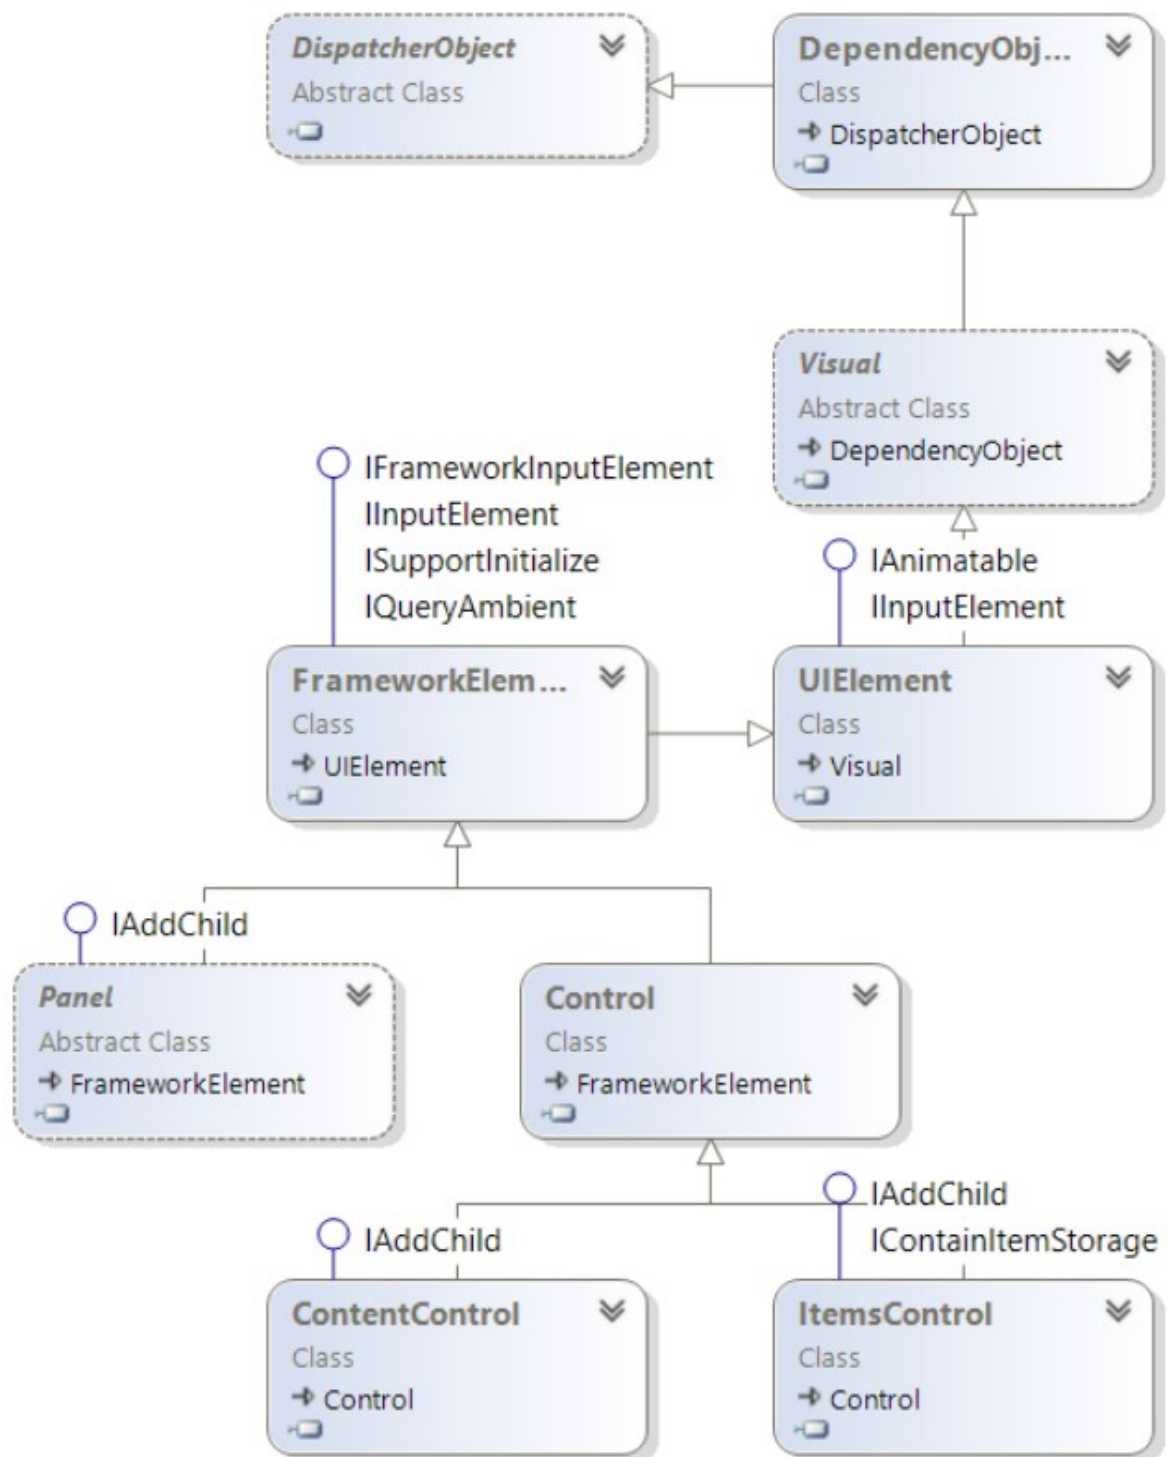 DispatcherObject
Abstract Class
DependencyObj...
Class
DispatcherObject
Visual
Abstract Class
DependencyObject
IFrameworkInputElement
IInputElement
ISupportInitialize
IQueryAmbient
IAnimatable
IInputElement
FrameworkElem...
Class
UIElement
UIElement
Class
Visual
IAddChild
Panel
Abstract Class
FrameworkElement
Control
Class
FrameworkElement
IAddChild
IAddChild
IContainItemStorage
ContentControl
Class
Control
ItemsControl
Class
Control